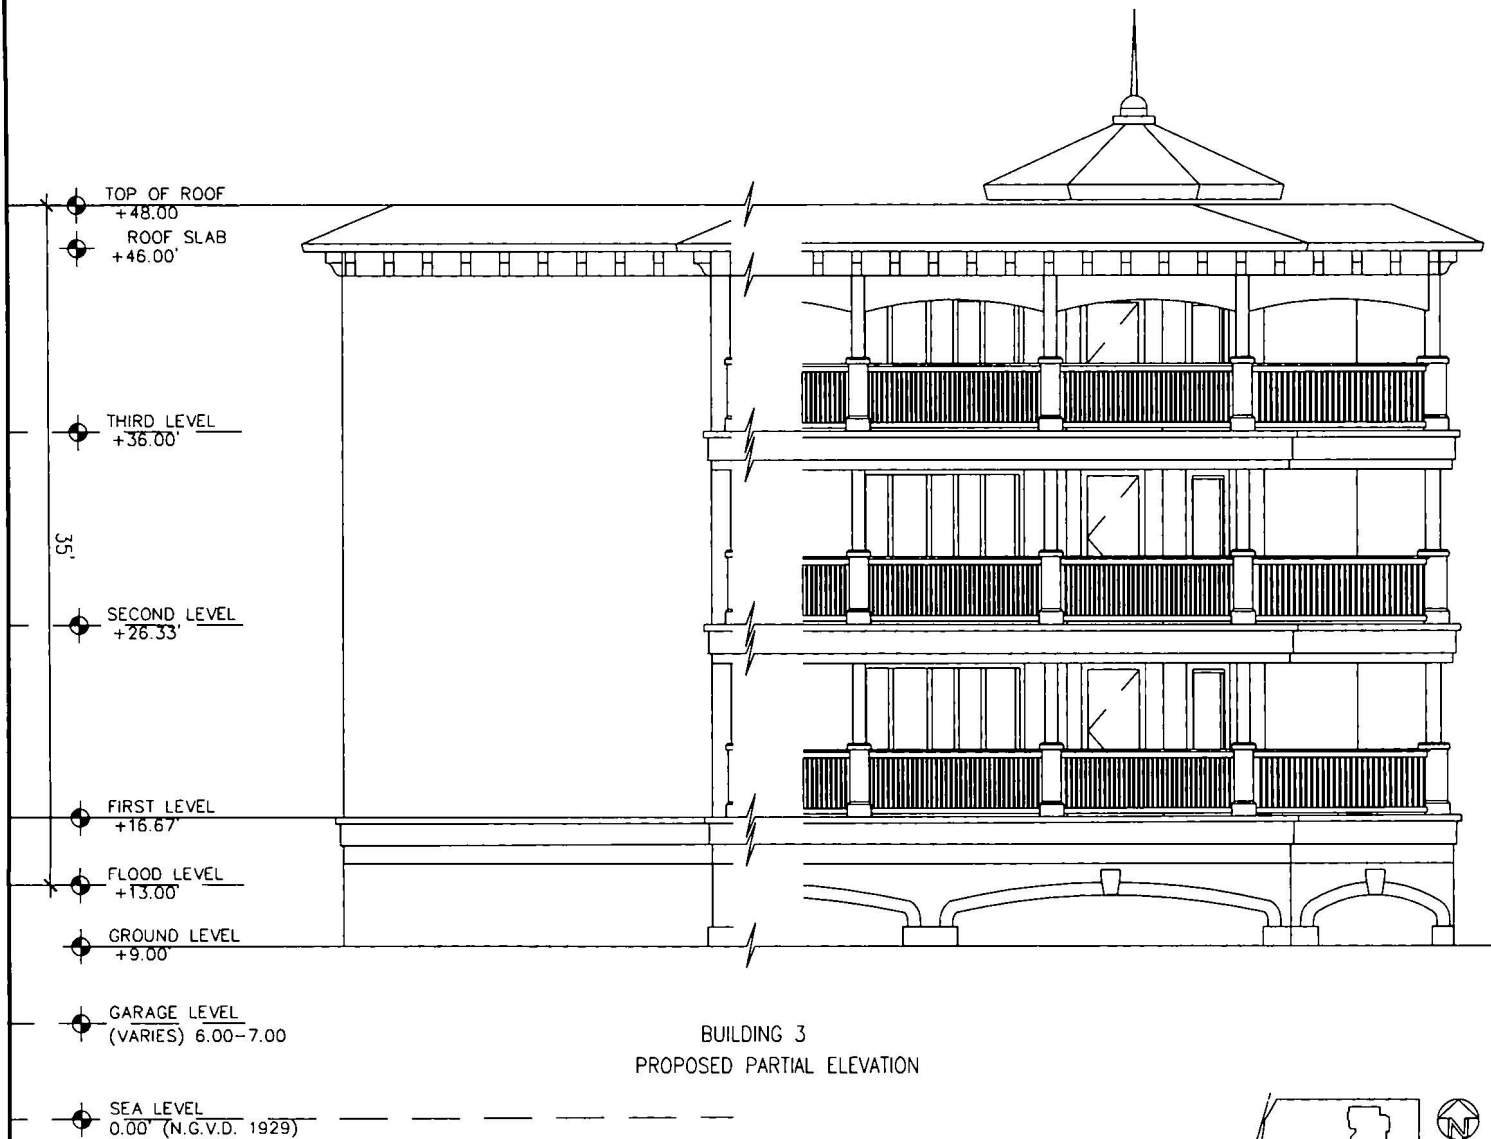 TOP OF ROOF
+48.00'
ROOF SLAB
+46.00'
THIRD LEVEL
+36.00'
35'
SECOND LEVEL
+26.33'
FIRST LEVEL
+16.67'
FLOOD LEVEL
+13.00'
GROUND LEVEL
+9.00'
GARAGE LEVEL
(VARIES) 6.00-7.00
BUILDING 3
PROPOSED PARTIAL ELEVATION
SEA LEVEL
0.00' (N.G.V.D. 1929)
N